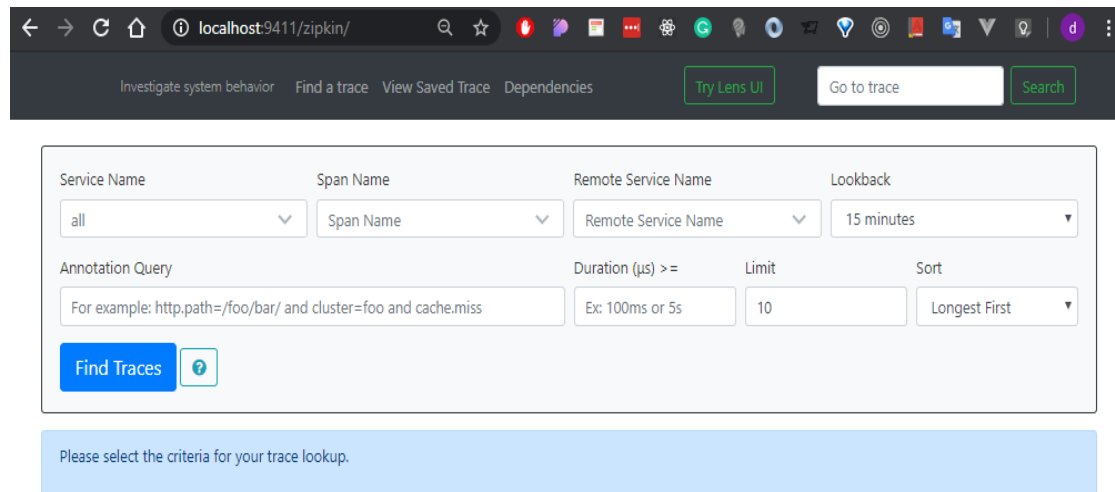 localhost:9411/zipkin/
d
Investigate system behavior Find a trace View Saved Trace Dependencies Try Lens UI Go to trace Search
Service Name Span Name Remote Service Name Lookback
all Span Name Remote Service Name 15 minutes
Annotation Query Duration (μs) >= Limit Sort
For example: http.path=/foo/bar/ and cluster=foo and cache.miss Ex: 100ms or 5s 10 Longest First
Find Traces ?
Please select the criteria for your trace lookup.